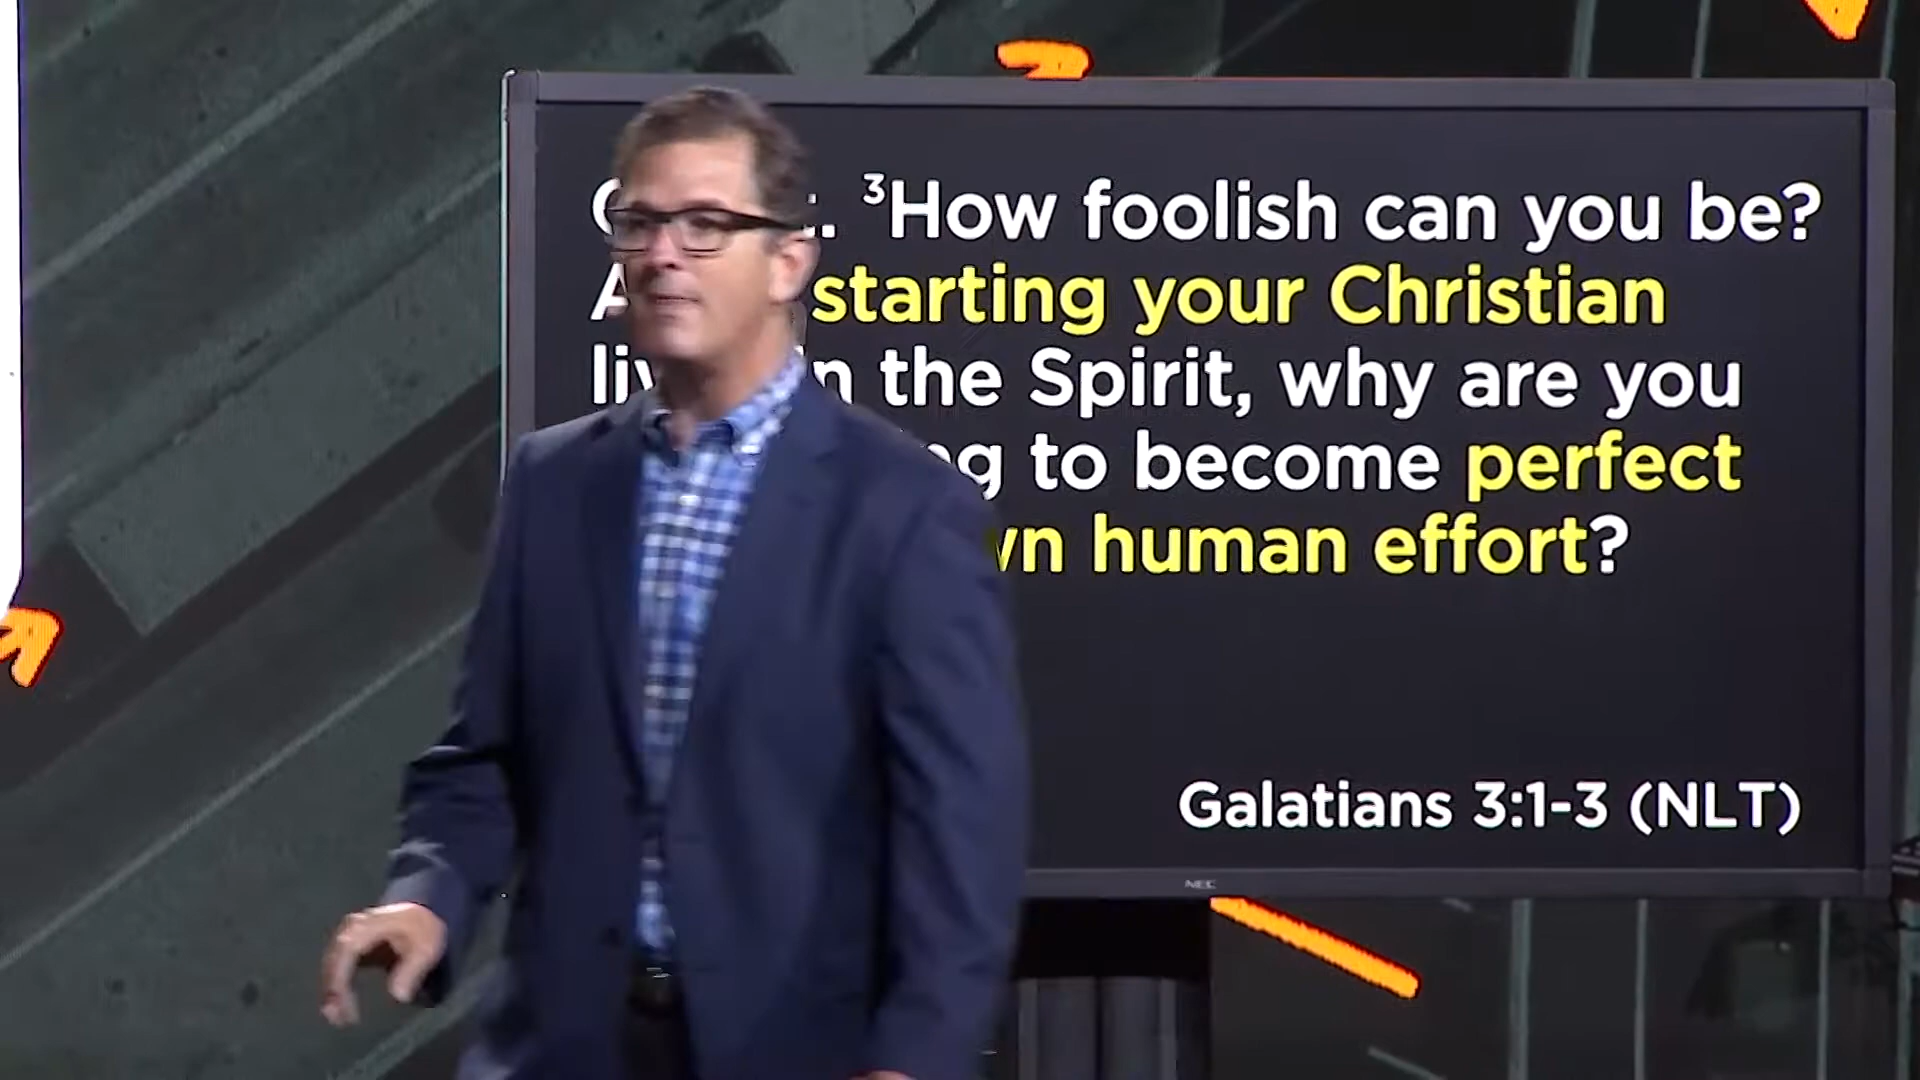 ³How foolish can you be?
starting your Christian
the Spirit, why are you
to become perfect
human effort?
Galatians 3:1-3 (NLT)
NEC